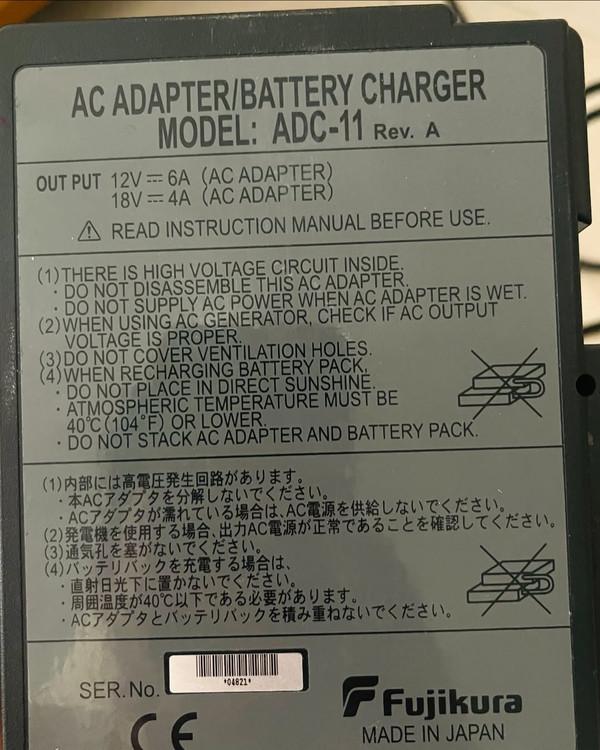 AC ADAPTER/BATTERY CHARGER
MODEL: ADC-11 Rev. A
OUT PUT 12V ⎓ 6A (AC ADAPTER)
18V ⎓ 4A (AC ADAPTER)
⚠ READ INSTRUCTION MANUAL BEFORE USE.
(1)THERE IS HIGH VOLTAGE CIRCUIT INSIDE.
・DO NOT DISASSEMBLE THIS AC ADAPTER.
・DO NOT SUPPLY AC POWER WHEN AC ADAPTER IS WET.
(2)WHEN USING AC GENERATOR, CHECK IF AC OUTPUT
VOLTAGE IS PROPER.
(3)DO NOT COVER VENTILATION HOLES.
(4)WHEN RECHARGING BATTERY PACK,
・DO NOT PLACE IN DIRECT SUNSHINE.
・ATMOSPHERIC TEMPERATURE MUST BE
40℃(104°F) OR LOWER.
・DO NOT STACK AC ADAPTER AND BATTERY PACK.
(1)内部には高電圧発生回路があります。
・本ACアダプタを分解しないでください。
・ACアダプタが濡れている場合は、AC電源を供給しないでください。
(2)発電機を使用する場合、出力AC電源が正常であることを確認してください。
(3)通気孔を塞がないでください。
(4)バッテリパックを充電する場合は、
・直射日光下に置かないでください。
・周囲温度が40℃以下である必要があります。
・ACアダプタとバッテリパックを積み重ねないでください。
SER. No. *04821*
Fujikura
CE MADE IN JAPAN